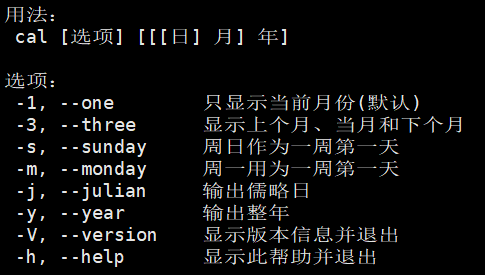 用法：
 cal [选项] [[[日] 月] 年]

选项：
 -1, --one        只显示当前月份(默认)
 -3, --three      显示上个月、当月和下个月
 -s, --sunday     周日作为一周第一天
 -m, --monday     周一用为一周第一天
 -j, --julian     输出儒略日
 -y, --year       输出整年
 -V, --version    显示版本信息并退出
 -h, --help       显示此帮助并退出